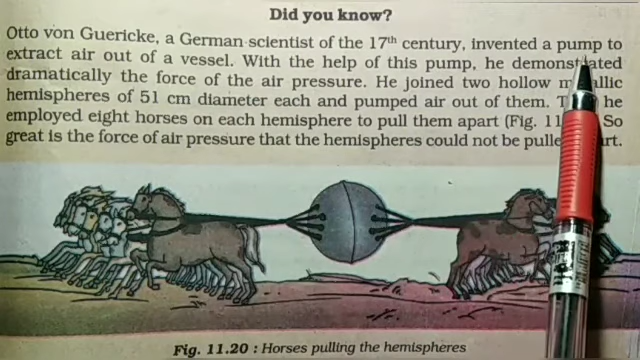 Did you know?
Otto von Guericke, a German scientist of the 17th century, invented a pump to
extract air out of a vessel. With the help of this pump, he demonstrated
dramatically the force of the air pressure. He joined two hollow metallic
hemispheres of 51 cm diameter each and pumped air out of them. he
employed eight horses on each hemisphere to pull them apart (Fig. 11 So
great is the force of air pressure that the hemispheres could not be
Fig. 11.20 : Horses pulling the hemispheres